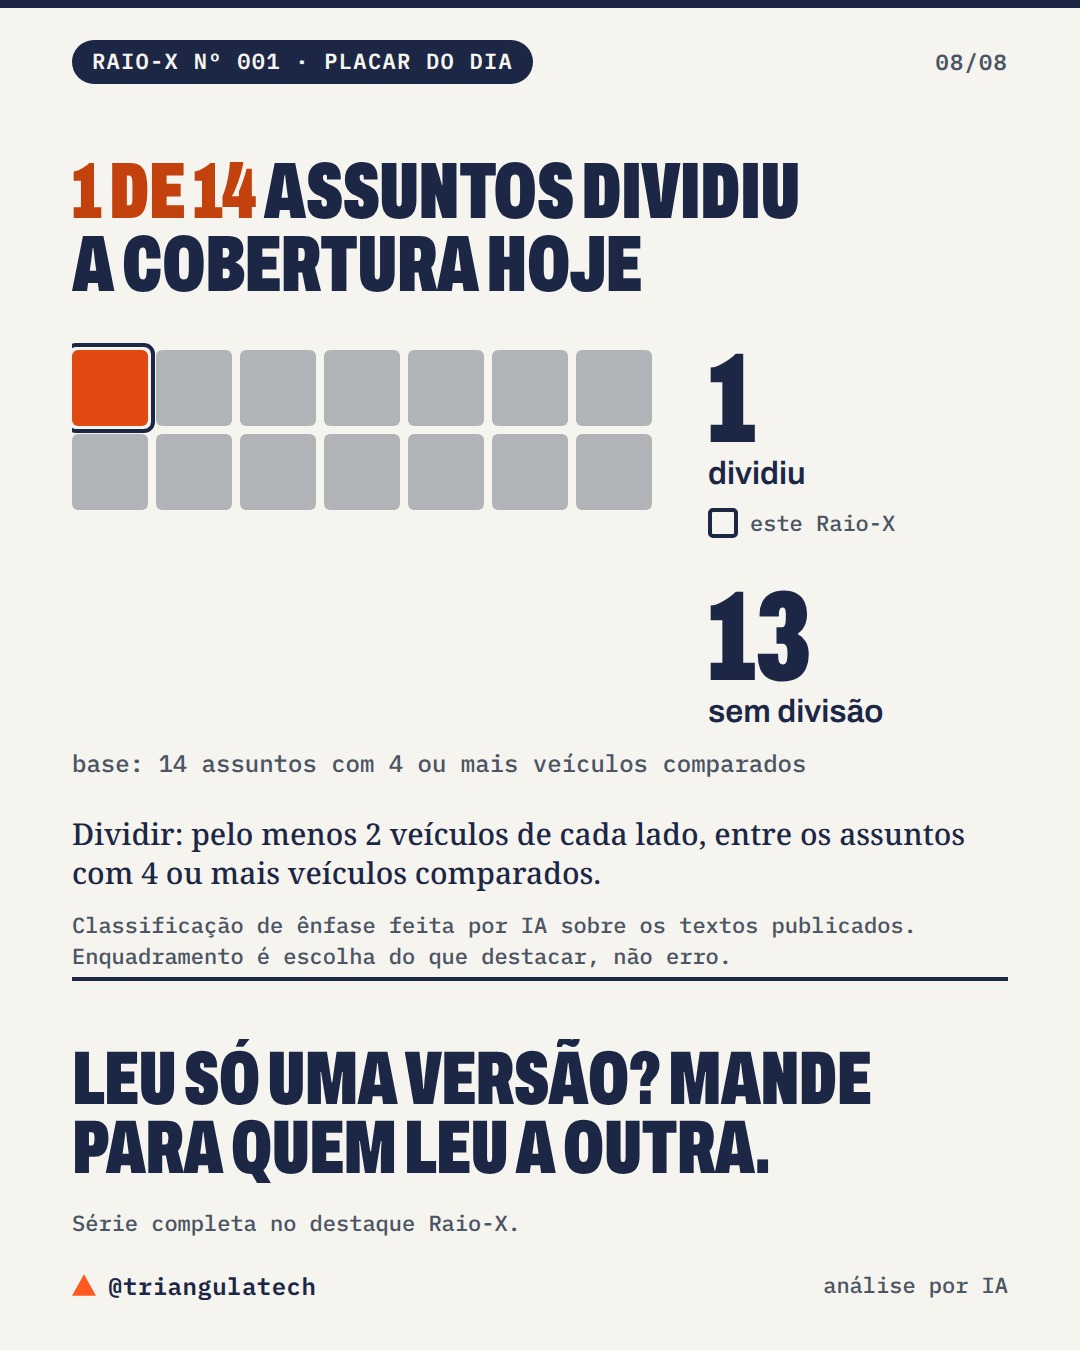 RAIO-X Nº 001 · PLACAR DO DIA
08/08
1 DE 14 ASSUNTOS DIVIDIU
A COBERTURA HOJE
1
dividiu
este Raio-X
13
sem divisão
base: 14 assuntos com 4 ou mais veículos comparados
Dividir: pelo menos 2 veículos de cada lado, entre os assuntos
com 4 ou mais veículos comparados.
Classificação de ênfase feita por IA sobre os textos publicados.
Enquadramento é escolha do que destacar, não erro.
LEU SÓ UMA VERSÃO? MANDE
PARA QUEM LEU A OUTRA.
Série completa no destaque Raio-X.
@triangulatech
análise por IA